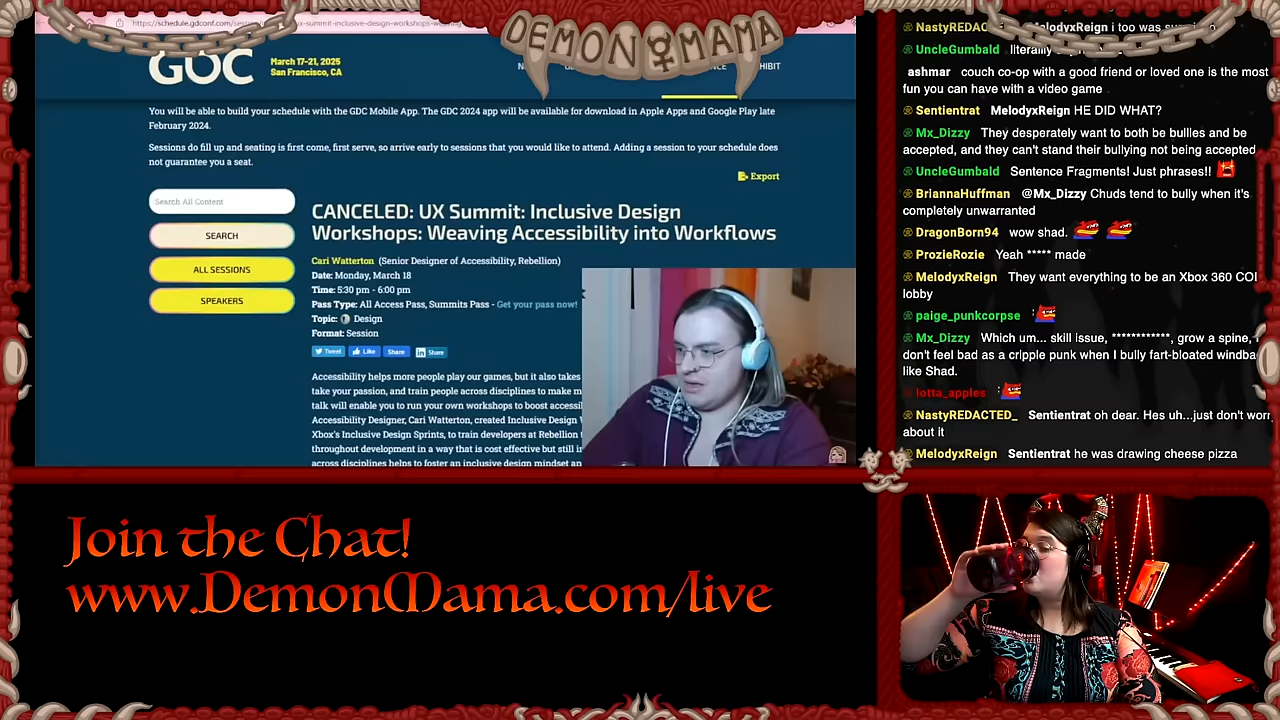 https://schedule.gdconf.com/
ux-summit-inclusive-design-workshops-
DEMON MAMA
GDC
March 17-21, 2025
San Francisco, CA
HIBIT
You will be able to build your schedule with the GDC Mobile App. The GDC 2024 app will be available for download in Apple Apps and Google Play late
February 2024.
Sessions do fill up and seating is first come, first serve, so arrive early to sessions that you would like to attend. Adding a session to your schedule does
not guarantee you a seat.
Export
Search All Content
SEARCH
ALL SESSIONS
SPEAKERS
CANCELED: UX Summit: Inclusive Design
Workshops: Weaving Accessibility into Workflows
Cari Watterton (Senior Designer of Accessibility, Rebellion)
Date: Monday, March 18
Time: 5:30 pm - 6:00 pm
Pass Type: All Access Pass, Summits Pass - Get your pass now!
Topic: Design
Format: Session
Tweet Like Share Share
Accessibility helps more people play our games, but it also takes
take your passion, and train people across disciplines to make m
talk will enable you to run your own workshops to boost accessi
Accessibility Designer, Cari Watterton, created Inclusive Design
Xbox's Inclusive Design Sprints, to train developers at Rebellion
throughout development in a way that is cost effective but still
across disciplines helps to foster an inclusive design mindset an
NastyREDAC
i too was
UncleGumbald literally
ashmar couch co-op with a good friend or loved one is the most
fun you can have with a video game
Sentientrat MelodyxReign HE DID WHAT?
Mx_Dizzy They desperately want to both be bullies and be
accepted, and they can't stand their bullying not being accepted
UncleGumbald Sentence Fragments! Just phrases!!
BriannaHuffman @Mx_Dizzy Chuds tend to bully when it's
completely unwarranted
DragonBorn94 wow shad.
ProzieRozie Yeah ***** made
MelodyxReign They want everything to be an Xbox 360 CO
lobby
paige_punkcorpse
Mx_Dizzy Which um... skill issue, ***********, grow a spine,
don't feel bad as a cripple punk when I bully fart-bloated windba
like Shad.
lotta_apples
NastyREDACTED_ Sentientrat oh dear. Hes uh...just don't worr
about it
MelodyxReign Sentientrat he was drawing cheese pizza
Join the Chat!
www.DemonMama.com/live